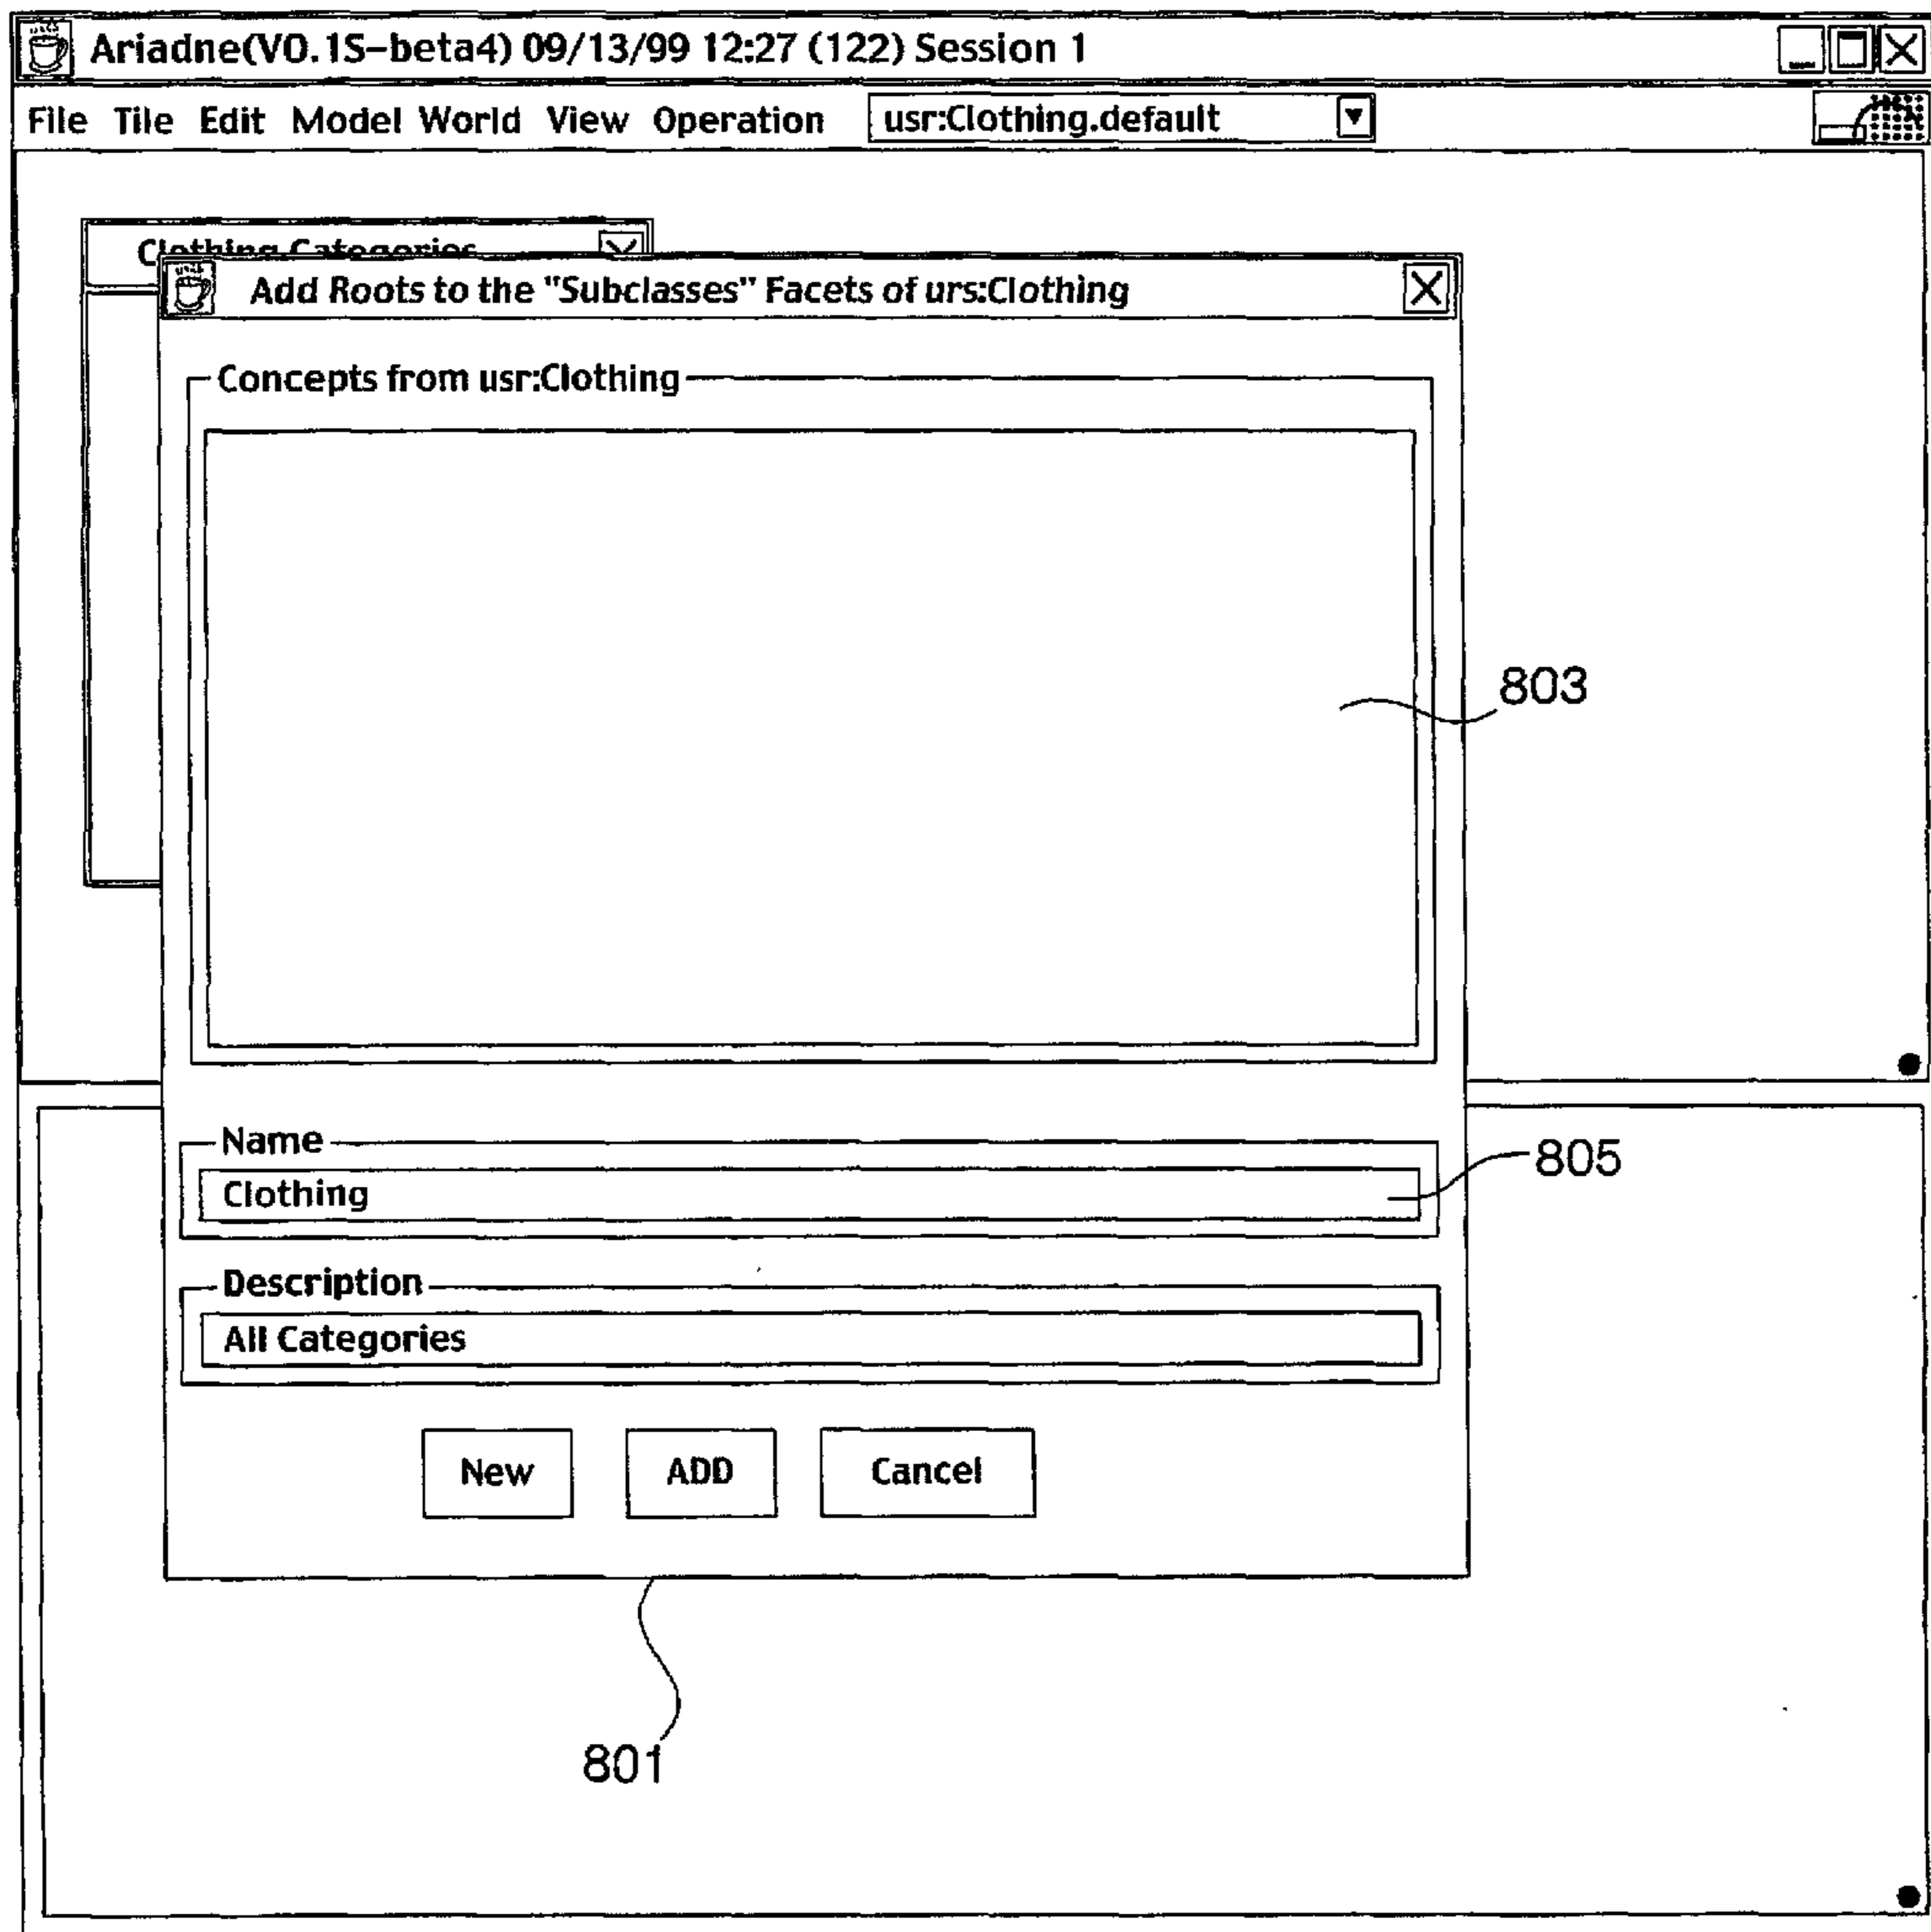 Ariadne(V0.1S-beta4) 09/13/99 12:27 (122) Session 1
File Tile Edit Model World View Operation usr:Clothing.default
Clothing Categories
Add Roots to the "Subclasses" Facets of urs:Clothing
Concepts from usr:Clothing
803
Name
805
Clothing
Description
All Categories
New ADD Cancel
801